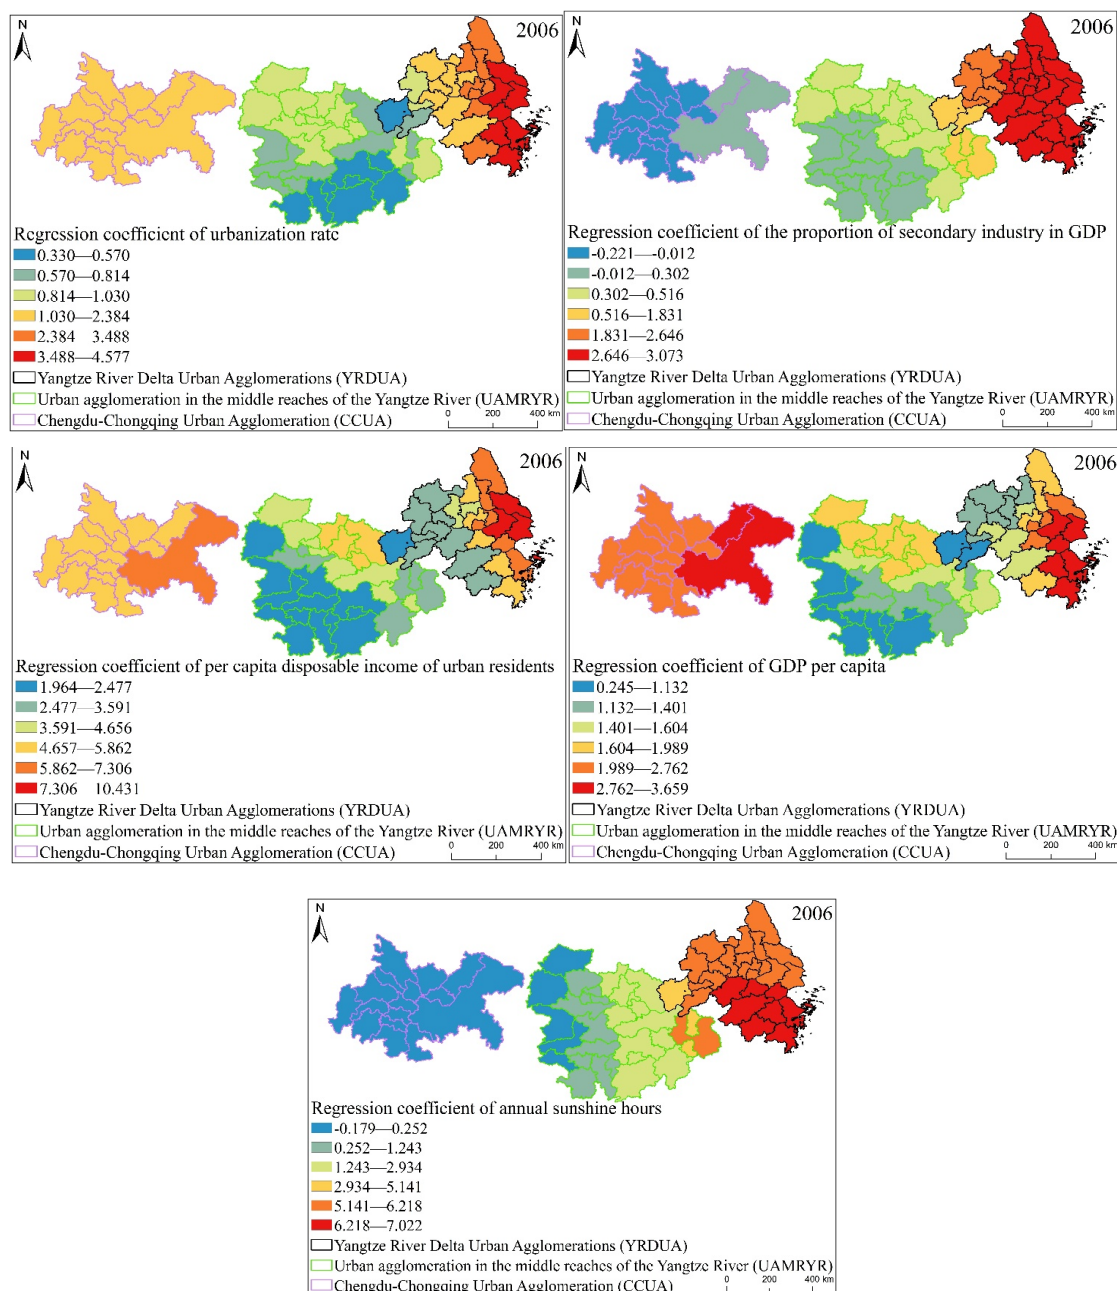 N
2006
Regression coefficient of urbanization rate
0.330—0.570
0.570—0.814
0.814—1.030
1.030—2.384
2.384 3.488
3.488—4.577
Yangtze River Delta Urban Agglomerations (YRDUA)
Urban agglomeration in the middle reaches of the Yangtze River (UAMRYR)
Chengdu-Chongqing Urban Agglomeration (CCUA)
0 200 400 km
N
2006
Regression coefficient of the proportion of secondary industry in GDP
-0.221—-0.012
-0.012—0.302
0.302—0.516
0.516—1.831
1.831—2.646
2.646—3.073
Yangtze River Delta Urban Agglomerations (YRDUA)
Urban agglomeration in the middle reaches of the Yangtze River (UAMRYR)
Chengdu-Chongqing Urban Agglomeration (CCUA)
0 200 400 km
N
2006
Regression coefficient of per capita disposable income of urban residents
1.964—2.477
2.477—3.591
3.591—4.656
4.657—5.862
5.862—7.306
7.306 10.431
Yangtze River Delta Urban Agglomerations (YRDUA)
Urban agglomeration in the middle reaches of the Yangtze River (UAMRYR)
Chengdu-Chongqing Urban Agglomeration (CCUA)
0 200 400 km
N
2006
Regression coefficient of GDP per capita
0.245—1.132
1.132—1.401
1.401—1.604
1.604—1.989
1.989—2.762
2.762—3.659
Yangtze River Delta Urban Agglomerations (YRDUA)
Urban agglomeration in the middle reaches of the Yangtze River (UAMRYR)
Chengdu-Chongqing Urban Agglomeration (CCUA)
0 200 400 km
N
2006
Regression coefficient of annual sunshine hours
-0.179—0.252
0.252—1.243
1.243—2.934
2.934—5.141
5.141—6.218
6.218—7.022
Yangtze River Delta Urban Agglomerations (YRDUA)
Urban agglomeration in the middle reaches of the Yangtze River (UAMRYR)
Chengdu-Chongqing Urban Agglomeration (CCUA)
0 200 400 km